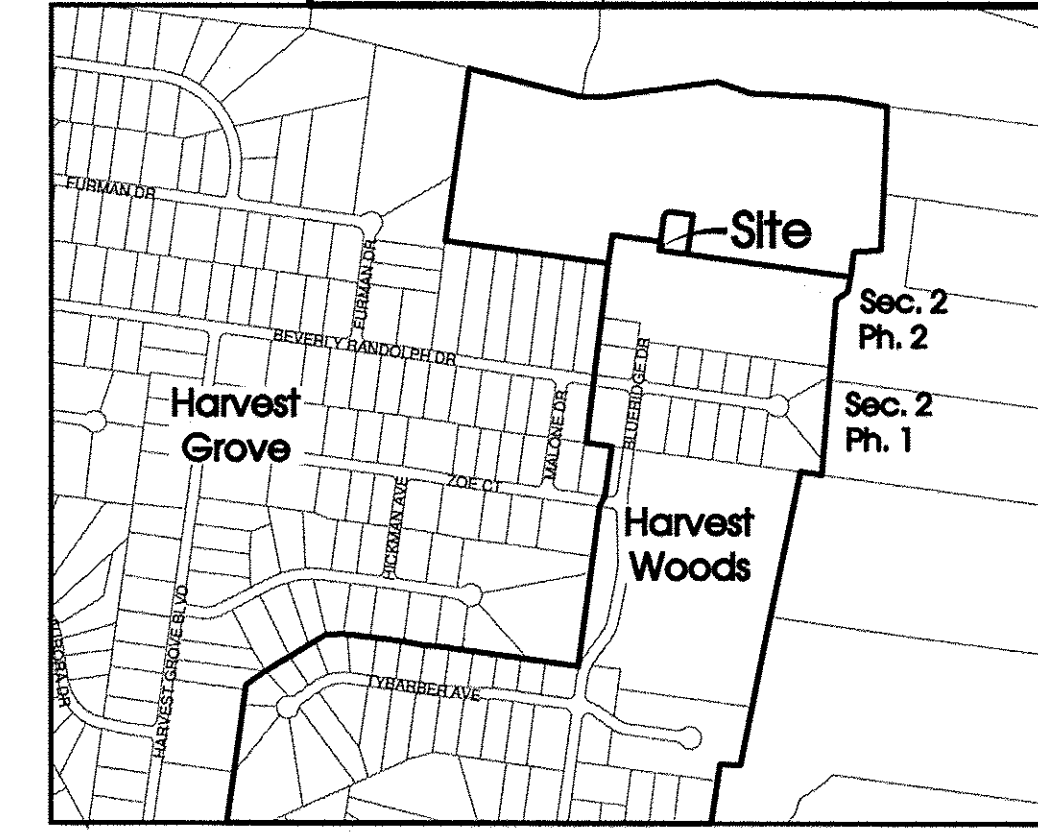 FURMAN DR
Site
FURMAN DR
Sec. 2
Ph. 2
BEVERLY RANDOLPH DR
BLUERIDGE DR
Harvest
Grove
MALONE DR
Sec. 2
Ph. 1
ZOE CT
HICKMAN AVE
Harvest
Woods
HARVEST GROVE BLVD
TYBARBER AVE